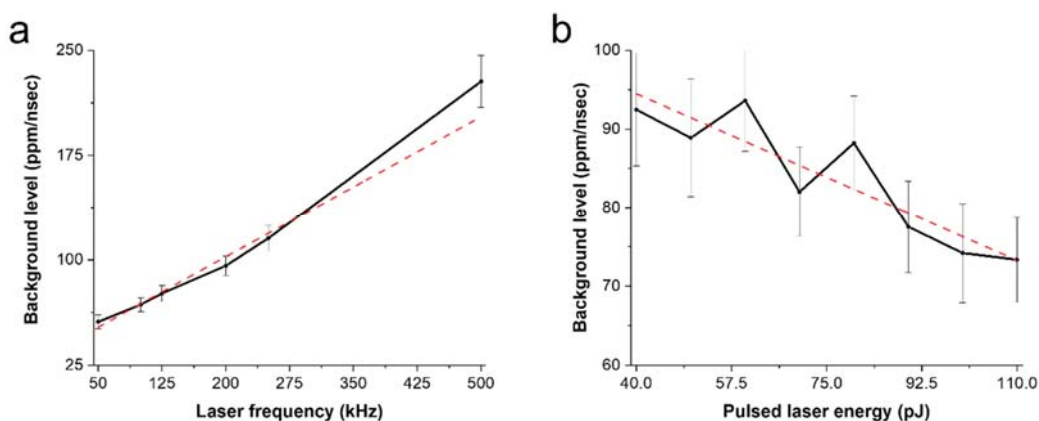 a
250
175
100
25
Background level (ppm/nsec)
50 125 200 275 350 425 500
Laser frequency (kHz)
b
100
90
80
70
60
Background level (ppm/nsec)
40.0 57.5 75.0 92.5 110.0
Pulsed laser energy (pJ)